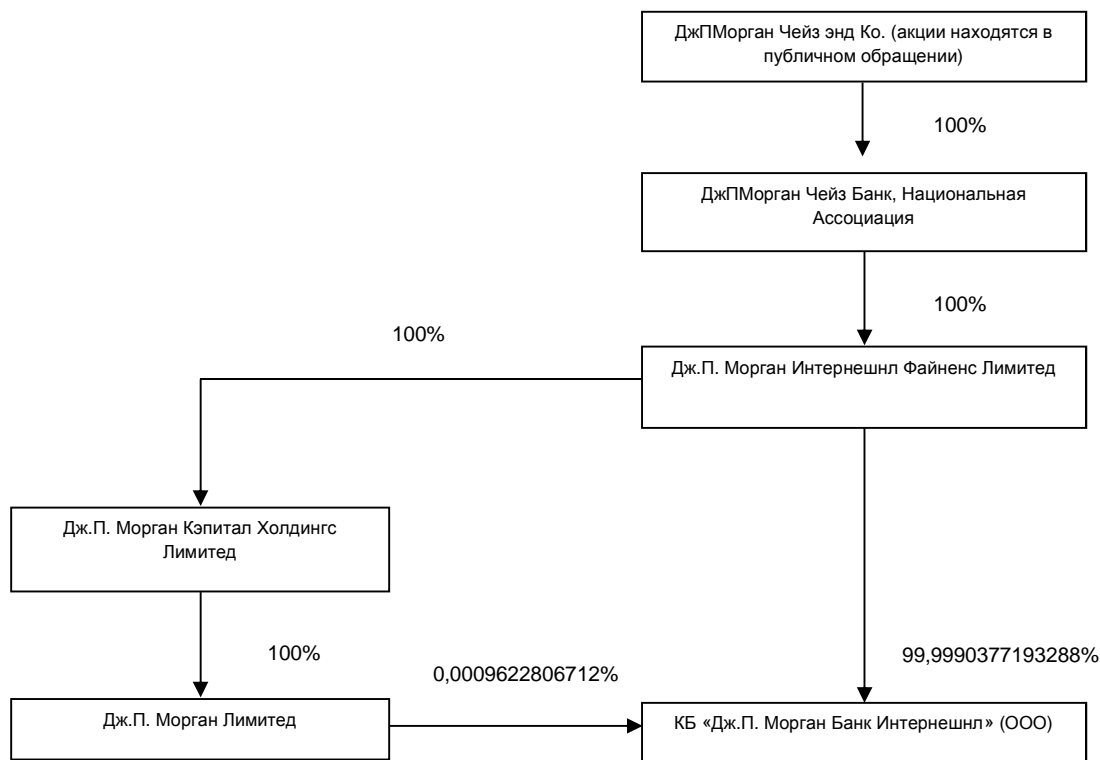 ДжПМорган Чейз энд Ко. (акции находятся в
публичном обращении)
100%
ДжПМорган Чейз Банк, Национальная
Ассоциация
100%
100%
Дж.П. Морган Интернешнл Файненс Лимитед
Дж.П. Морган Кэпитал Холдингс
Лимитед
100%
0,0009622806712%
99,9990377193288%
Дж.П. Морган Лимитед
КБ «Дж.П. Морган Банк Интернешнл» (ООО)